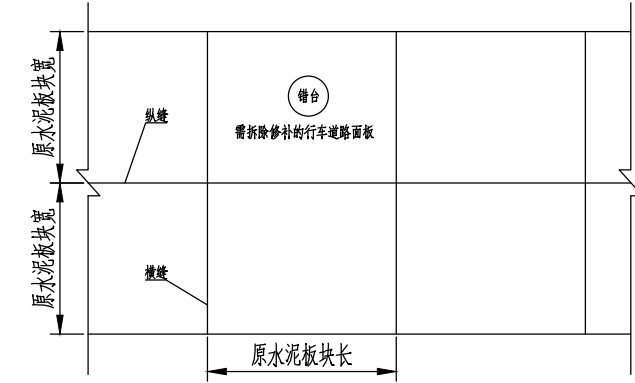 原水泥板块宽
错台
需拆除修补的行车道路面板
纵缝
原水泥板块宽
横缝
原水泥板块长